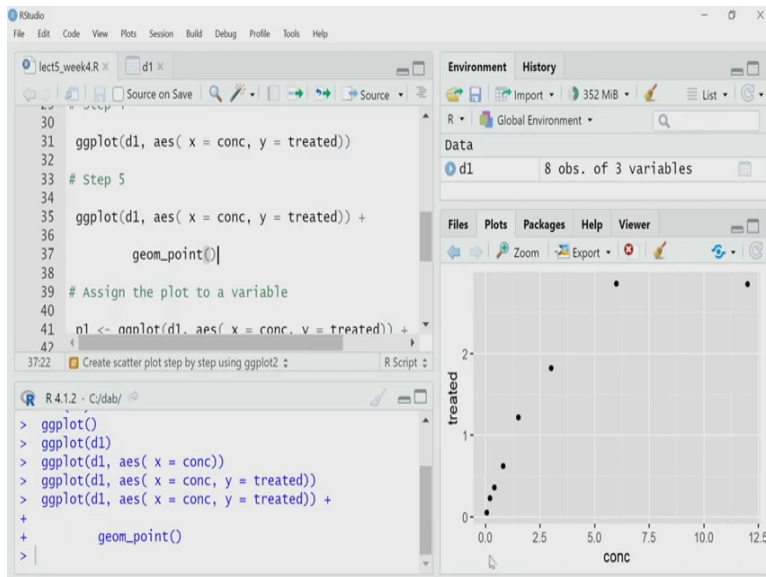 RStudio
File Edit Code View Plots Session Build Debug Profile Tools Help
lect5_week4.R × d1 ×
Source on Save Source
30
31 ggplot(d1, aes( x = conc, y = treated))
32
33 # Step 5
34
35 ggplot(d1, aes( x = conc, y = treated)) +
36
37 geom_point()
38
39 # Assign the plot to a variable
40
41 p1 <- ggplot(d1, aes( x = conc, y = treated)) +
42
37:22 Create scatter plot step by step using ggplot2 R Script
R 4.1.2 · C:/dab/
> ggplot()
> ggplot(d1)
> ggplot(d1, aes( x = conc))
> ggplot(d1, aes( x = conc, y = treated))
> ggplot(d1, aes( x = conc, y = treated)) +
+
+ geom_point()
>
Environment History
Import 352 MiB List
R Global Environment
Data
d1 8 obs. of 3 variables
Files Plots Packages Help Viewer
Zoom Export
treated
2
1
0
0.0 2.5 5.0 7.5 10.0 12.5
conc